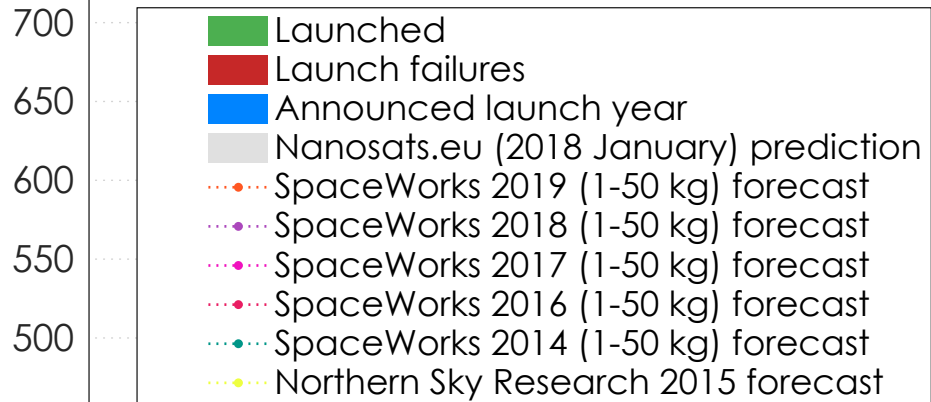 700
650
600
550
500
Launched
Launch failures
Announced launch year
Nanosats.eu (2018 January) prediction
SpaceWorks 2019 (1-50 kg) forecast
SpaceWorks 2018 (1-50 kg) forecast
SpaceWorks 2017 (1-50 kg) forecast
SpaceWorks 2016 (1-50 kg) forecast
SpaceWorks 2014 (1-50 kg) forecast
Northern Sky Research 2015 forecast